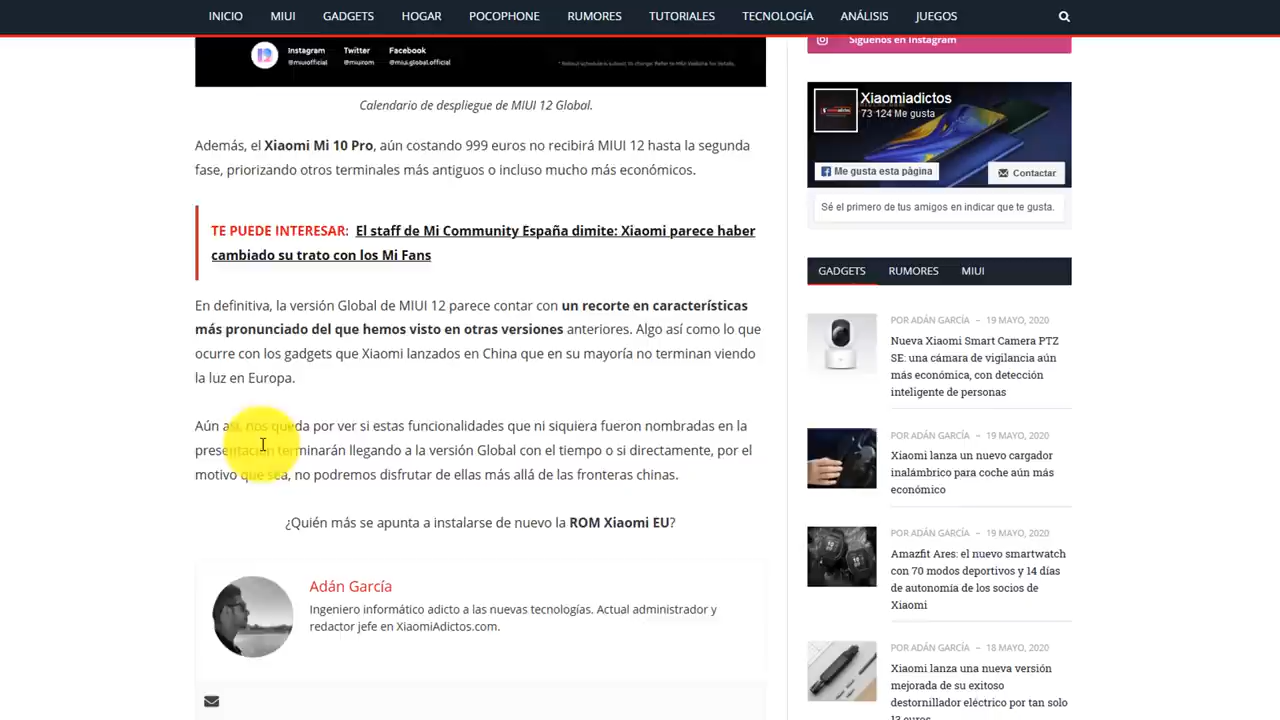 INICIO MIUI GADGETS HOGAR POCOPHONE RUMORES TUTORIALES TECNOLOGÍA ANÁLISIS JUEGOS
Instagram Twitter Facebook
@miuiofficial @miuirom @miui.global.official
Calendario de despliegue de MIUI 12 Global.
Además, el Xiaomi Mi 10 Pro, aún costando 999 euros no recibirá MIUI 12 hasta la segunda
fase, priorizando otros terminales más antiguos o incluso mucho más económicos.
TE PUEDE INTERESAR: El staff de Mi Community España dimite: Xiaomi parece haber
cambiado su trato con los Mi Fans
En definitiva, la versión Global de MIUI 12 parece contar con un recorte en características
más pronunciado del que hemos visto en otras versiones anteriores. Algo así como lo que
ocurre con los gadgets que Xiaomi lanzados en China que en su mayoría no terminan viendo
la luz en Europa.
Aún así, nos queda por ver si estas funcionalidades que ni siquiera fueron nombradas en la
presentación terminarán llegando a la versión Global con el tiempo o si directamente, por el
motivo que sea, no podremos disfrutar de ellas más allá de las fronteras chinas.
¿Quién más se apunta a instalarse de nuevo la ROM Xiaomi EU?
Adán García
Ingeniero informático adicto a las nuevas tecnologías. Actual administrador y
redactor jefe en XiaomiAdictos.com.
Síguenos en Instagram
Xiaomiadictos
73 124 Me gusta
Me gusta esta página
Contactar
Sé el primero de tus amigos en indicar que te gusta.
GADGETS RUMORES MIUI
POR ADÁN GARCÍA – 19 MAYO, 2020
Nueva Xiaomi Smart Camera PTZ
SE: una cámara de vigilancia aún
más económica, con detección
inteligente de personas
POR ADÁN GARCÍA – 19 MAYO, 2020
Xiaomi lanza un nuevo cargador
inalámbrico para coche aún más
económico
POR ADÁN GARCÍA – 19 MAYO, 2020
Amazfit Ares: el nuevo smartwatch
con 70 modos deportivos y 14 días
de autonomía de los socios de
Xiaomi
POR ADÁN GARCÍA – 18 MAYO, 2020
Xiaomi lanza una nueva versión
mejorada de su exitoso
destornillador eléctrico por tan solo
13 euros